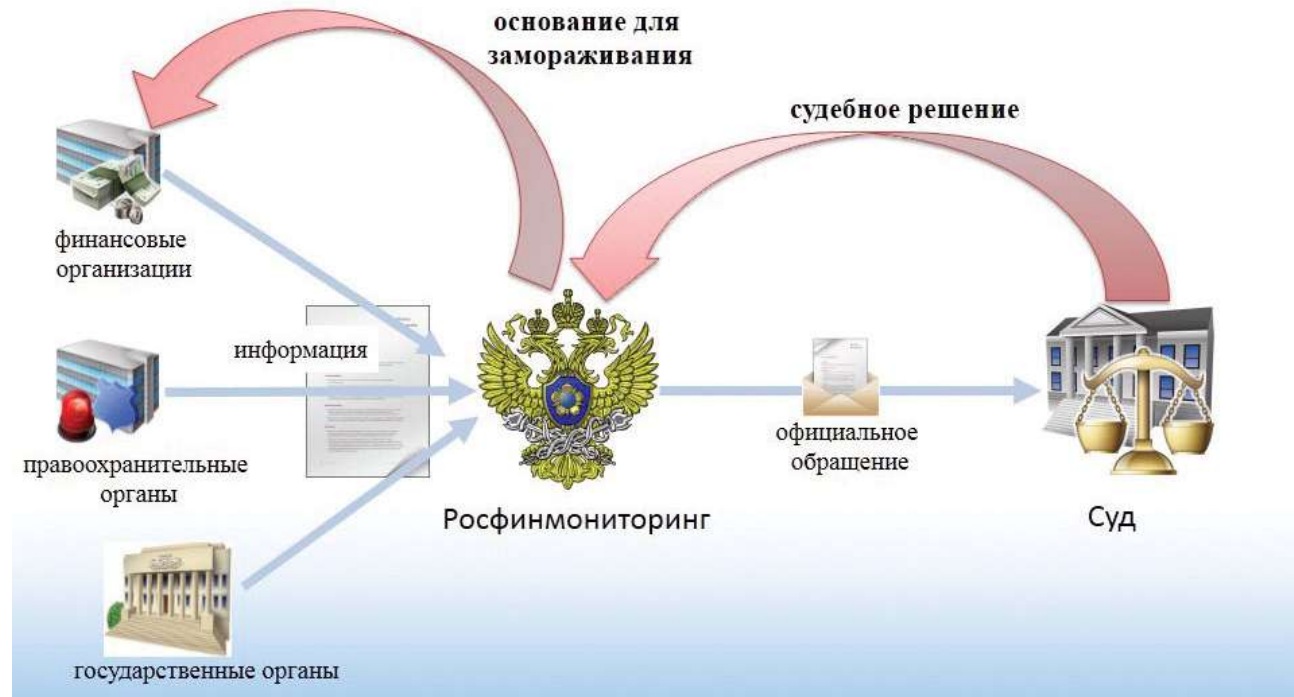 основание для
замораживания
судебное решение
финансовые
организации
информация
правоохранительные
органы
официальное
обращение
Росфинмониторинг
Суд
государственные органы